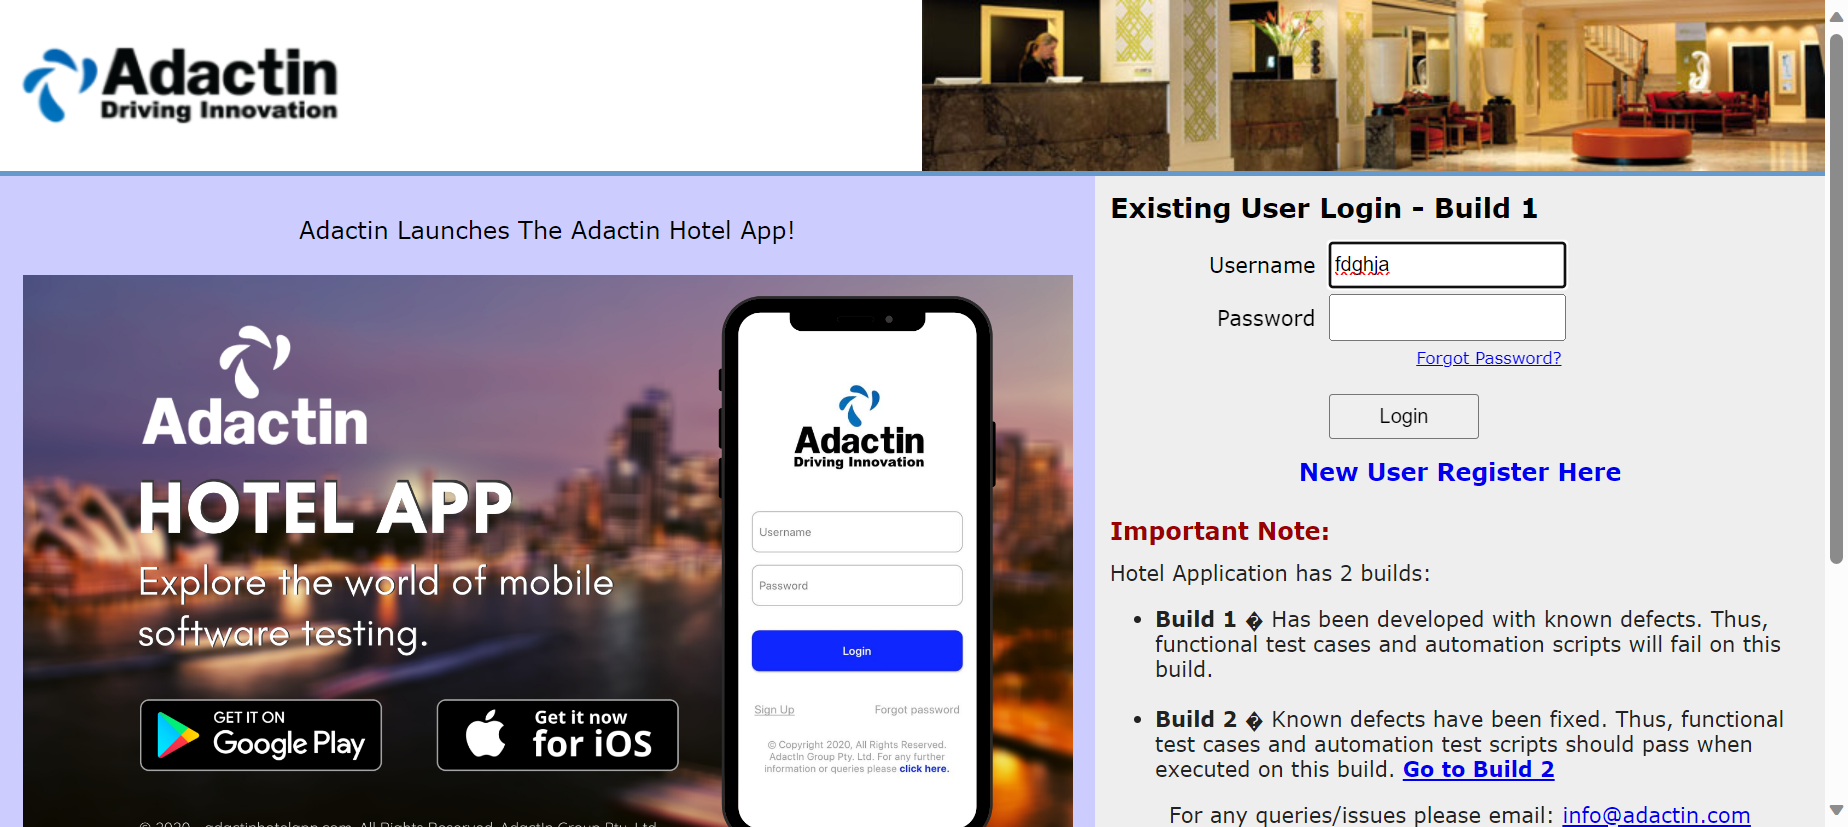 Adactin
Driving Innovation
Adactin Launches The Adactin Hotel App!
Adactin
HOTEL APP
Explore the world of mobile
software testing.
GET IT ON
Google Play
Get it now
for iOS
Adactin
Driving Innovation
Username
Password
Login
Sign Up
Forgot password
© Copyright 2020, All Rights Reserved.
AdactIn Group Pty. Ltd. For any further
information or queries please click here.
© 2020 - adactinhotelapp.com. All Rights Reserved. AdactIn Group Pty. Ltd
Existing User Login - Build 1
Username fdghja
Password
Forgot Password?
Login
New User Register Here
Important Note:
Hotel Application has 2 builds:
• Build 1 � Has been developed with known defects. Thus,
functional test cases and automation scripts will fail on this
build.
• Build 2 � Known defects have been fixed. Thus, functional
test cases and automation test scripts should pass when
executed on this build. Go to Build 2
For any queries/issues please email: info@adactin.com